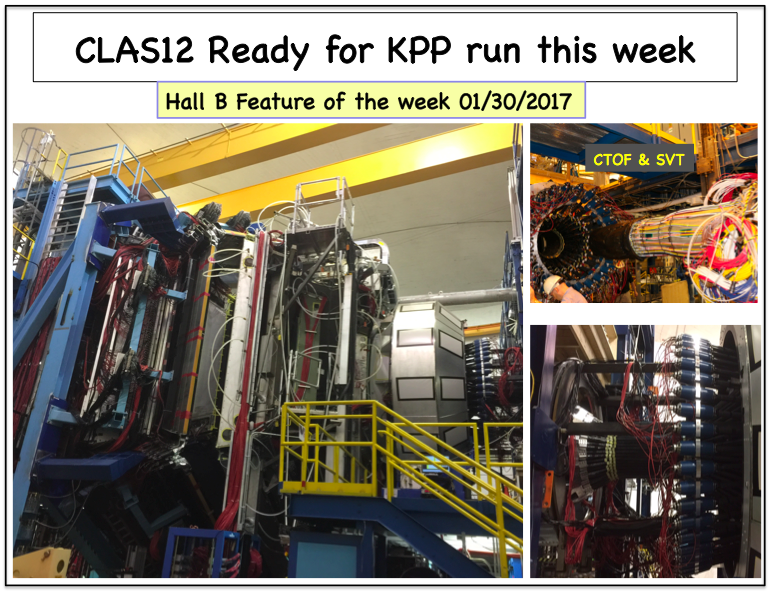 CLAS12 Ready for KPP run this week
Hall B Feature of the week 01/30/2017
CTOF & SVT